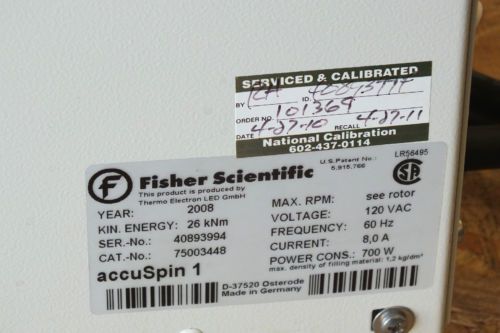 SERVICED & CALIBRATED
BY ID.
ORDER NO. 101369
DATE 4-27-10 RECALL 4-27-11
National Calibration
602-437-0114
Fisher Scientific
This product is produced by
Thermo Electron LED GmbH
U.S. Patent No.:
5,915,766
LR56495
YEAR: 2008
KIN. ENERGY: 26 kNm
SER.-No.: 40893994
CAT.-No.: 75003448
accuSpin 1
MAX. RPM: see rotor
VOLTAGE: 120 VAC
FREQUENCY: 60 Hz
CURRENT: 8,0 A
POWER CONS.: 700 W
max. density of filling material: 1,2 kg/dm³
D-37520 Osterode
Made in Germany